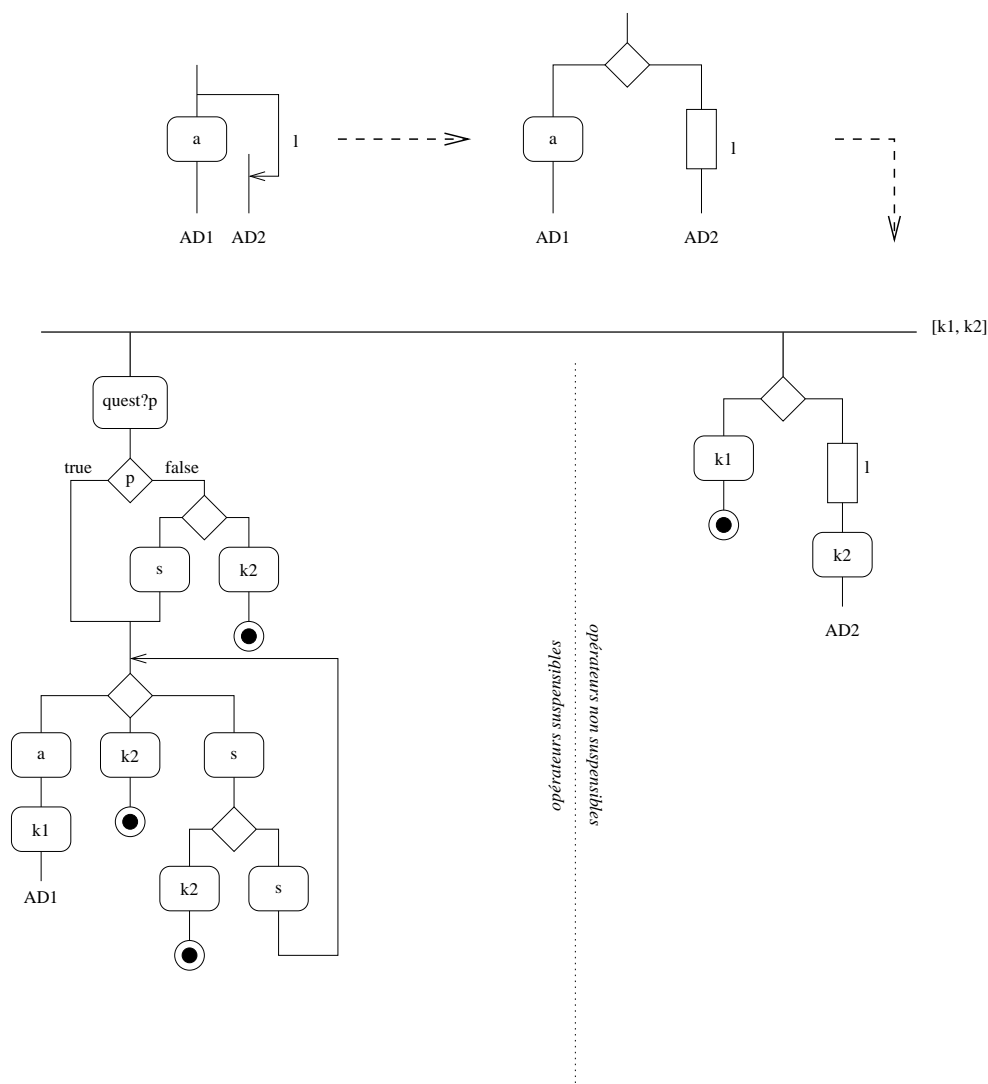 a
l
AD1 AD2
a
l
AD1
AD2
[k1, k2]
quest?p
true
p
false
s
k2
a
k2
s
k1
AD1
k2
s
opérateurs suspensibles
opérateurs non suspensibles
k1
l
k2
AD2